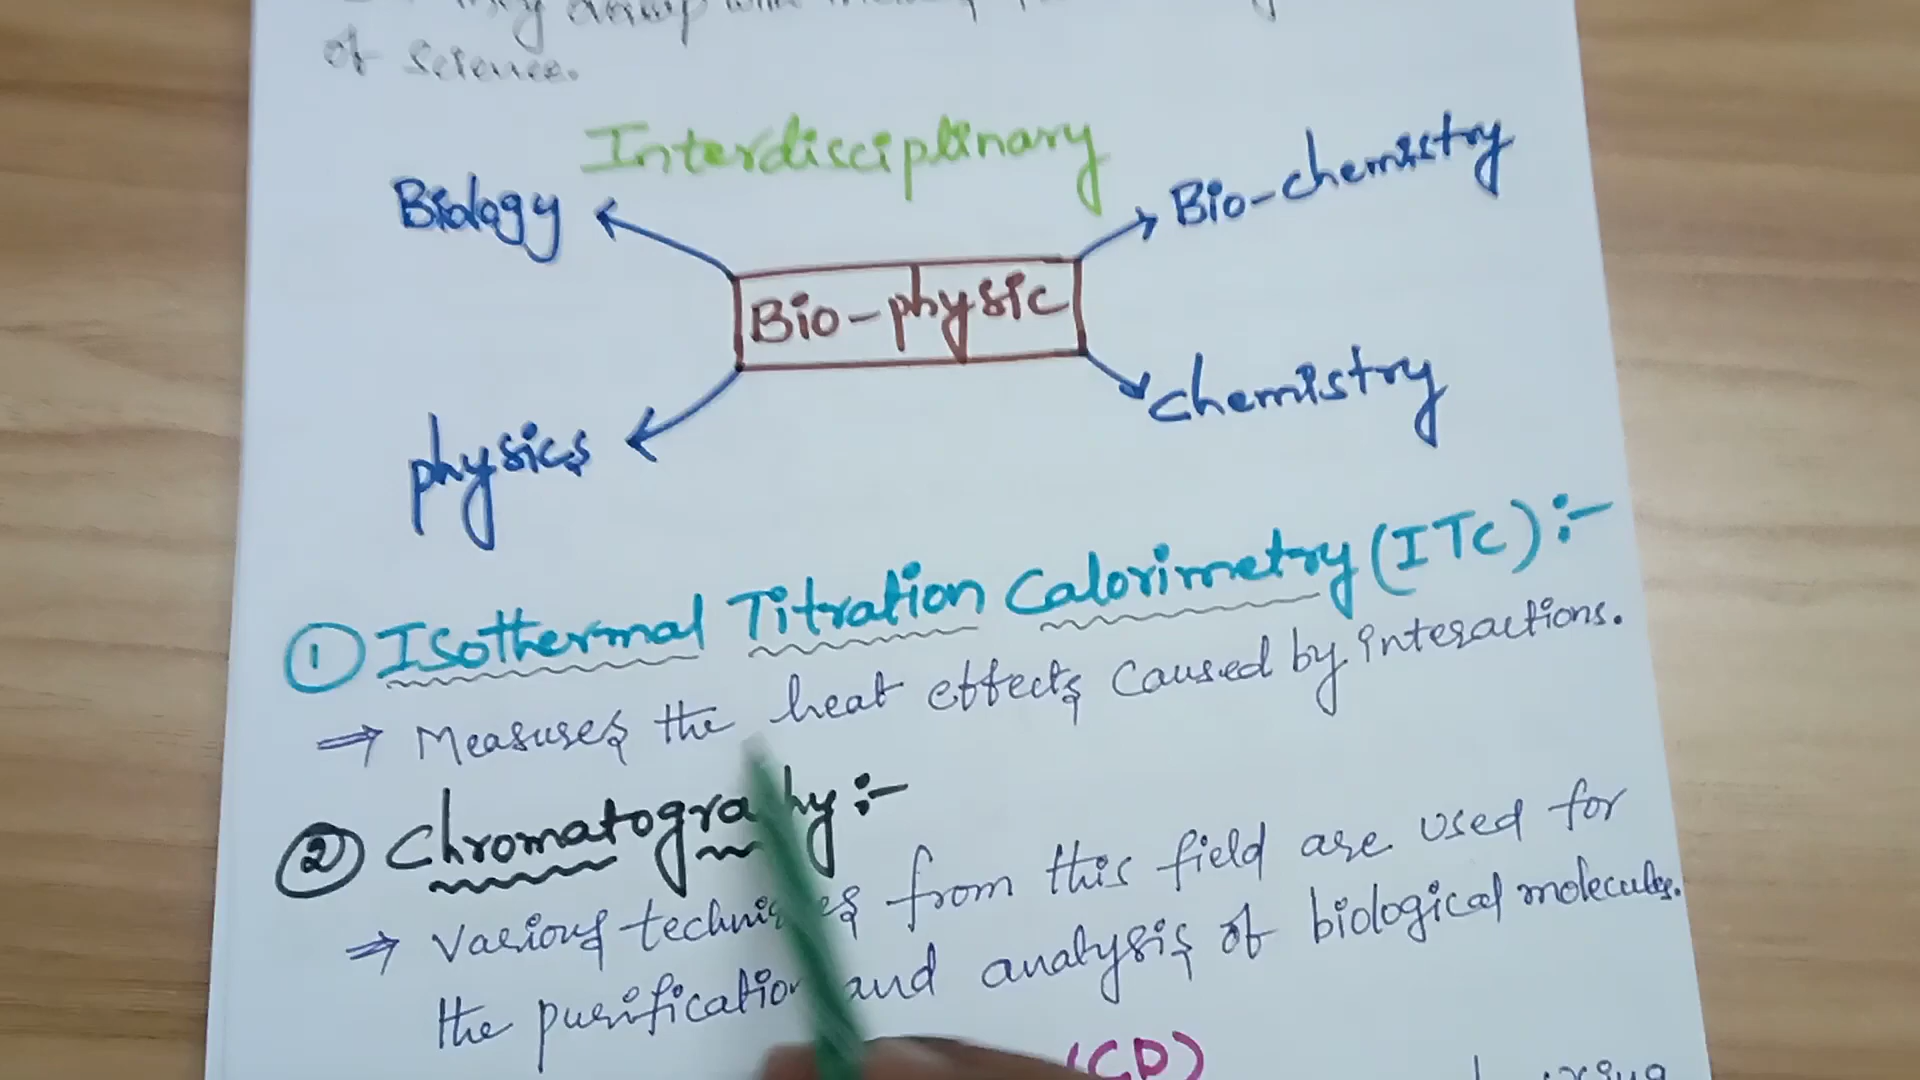 of science.
Interdisciplinary
Biology
Bio-chemistry
Bio-physic
physics
chemistry
① Isothermal Titration Calorimetry (ITC):-
⇒ Measures the heat effects caused by interactions.
② Chromatography:-
⇒ Various techniques from this field are used for
the purification and analysis of biological molecules.
(CD)